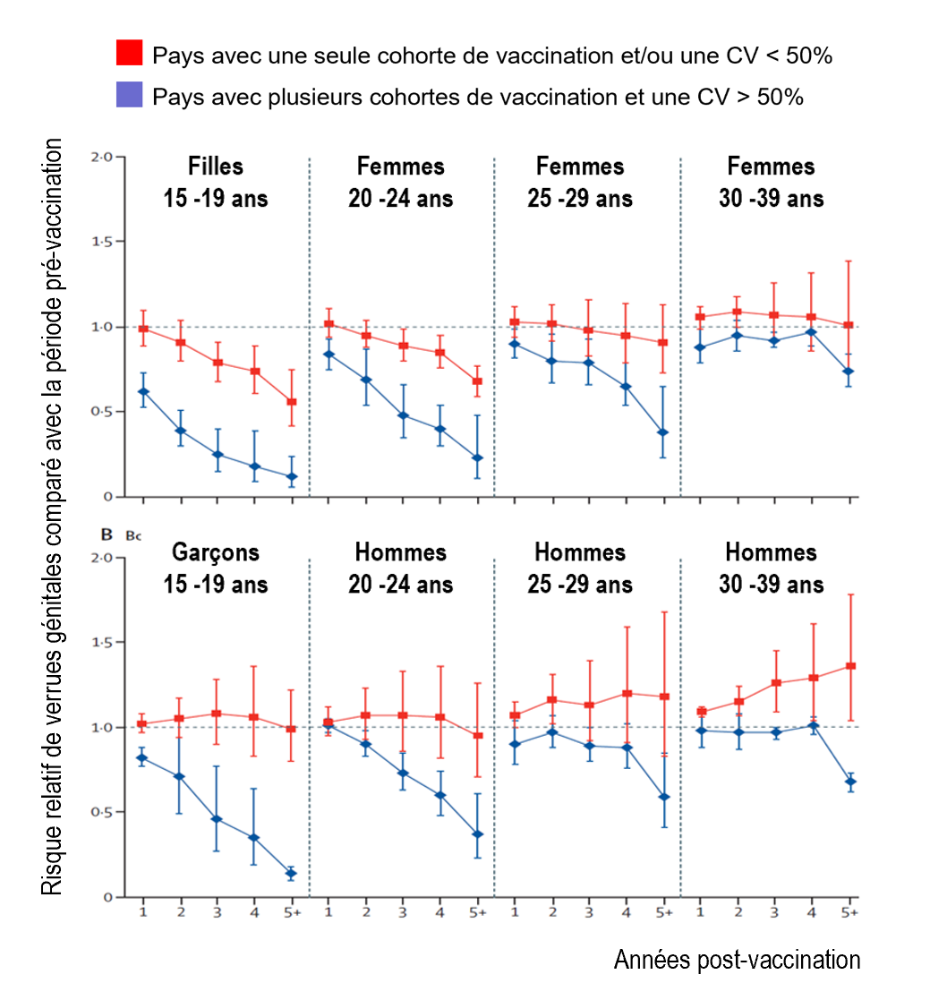 Pays avec une seule cohorte de vaccination et/ou une CV < 50%
Pays avec plusieurs cohortes de vaccination et une CV > 50%
Risque relatif de verrues génitales comparé avec la période pré-vaccination
2·0
1·5
1·0
0·5
0
Filles
15 -19 ans
Femmes
20 -24 ans
Femmes
25 -29 ans
Femmes
30 -39 ans
B Bc
2·0
1·5
1·0
0·5
0
Garçons
15 -19 ans
Hommes
20 -24 ans
Hommes
25 -29 ans
Hommes
30 -39 ans
1 2 3 4 5+ 1 2 3 4 5+ 1 2 3 4 5+ 1 2 3 4 5+
Années post-vaccination